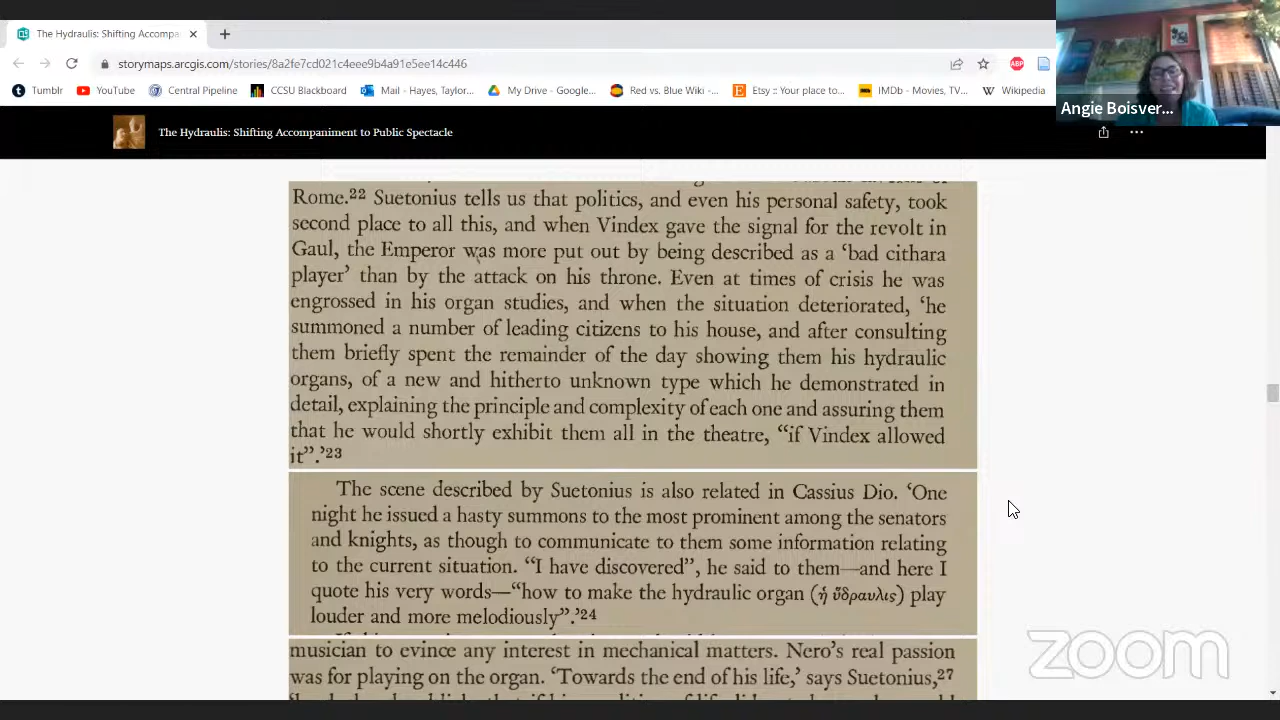 The Hydraulis: Shifting Accompa
storymaps.arcgis.com/stories/8a2fe7cd021c4eee9b4a91e5ee14c446
ABP
Tumblr YouTube Central Pipeline CCSU Blackboard Mail - Hayes, Taylor... My Drive - Google... Red vs. Blue Wiki -... Etsy :: Your place to... IMDb - Movies, TV... Wikipedia
Angie Boisver...
The Hydraulis: Shifting Accompaniment to Public Spectacle
Rome.²² Suetonius tells us that politics, and even his personal safety, took
second place to all this, and when Vindex gave the signal for the revolt in
Gaul, the Emperor was more put out by being described as a ‘bad cithara
player’ than by the attack on his throne. Even at times of crisis he was
engrossed in his organ studies, and when the situation deteriorated, ‘he
summoned a number of leading citizens to his house, and after consulting
them briefly spent the remainder of the day showing them his hydraulic
organs, of a new and hitherto unknown type which he demonstrated in
detail, explaining the principle and complexity of each one and assuring them
that he would shortly exhibit them all in the theatre, “if Vindex allowed
it”.’²³
The scene described by Suetonius is also related in Cassius Dio. ‘One
night he issued a hasty summons to the most prominent among the senators
and knights, as though to communicate to them some information relating
to the current situation. “I have discovered”, he said to them—and here I
quote his very words—“how to make the hydraulic organ (ἡ ὕδραυλις) play
louder and more melodiously”.’²⁴
musician to evince any interest in mechanical matters. Nero’s real passion
was for playing on the organ. ‘Towards the end of his life,’ says Suetonius,²⁷
zoom